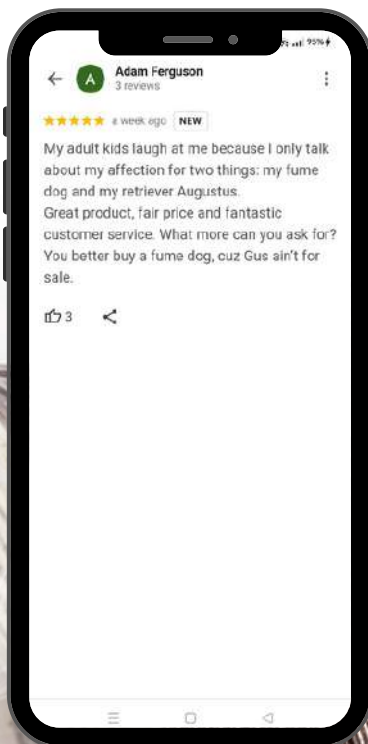 95%
Adam Ferguson
3 reviews
a week ago NEW
My adult kids laugh at me because I only talk
about my affection for two things: my fume
dog and my retriever Augustus.
Great product, fair price and fantastic
customer service. What more can you ask for?
You better buy a fume dog, cuz Gus ain't for
sale.
3